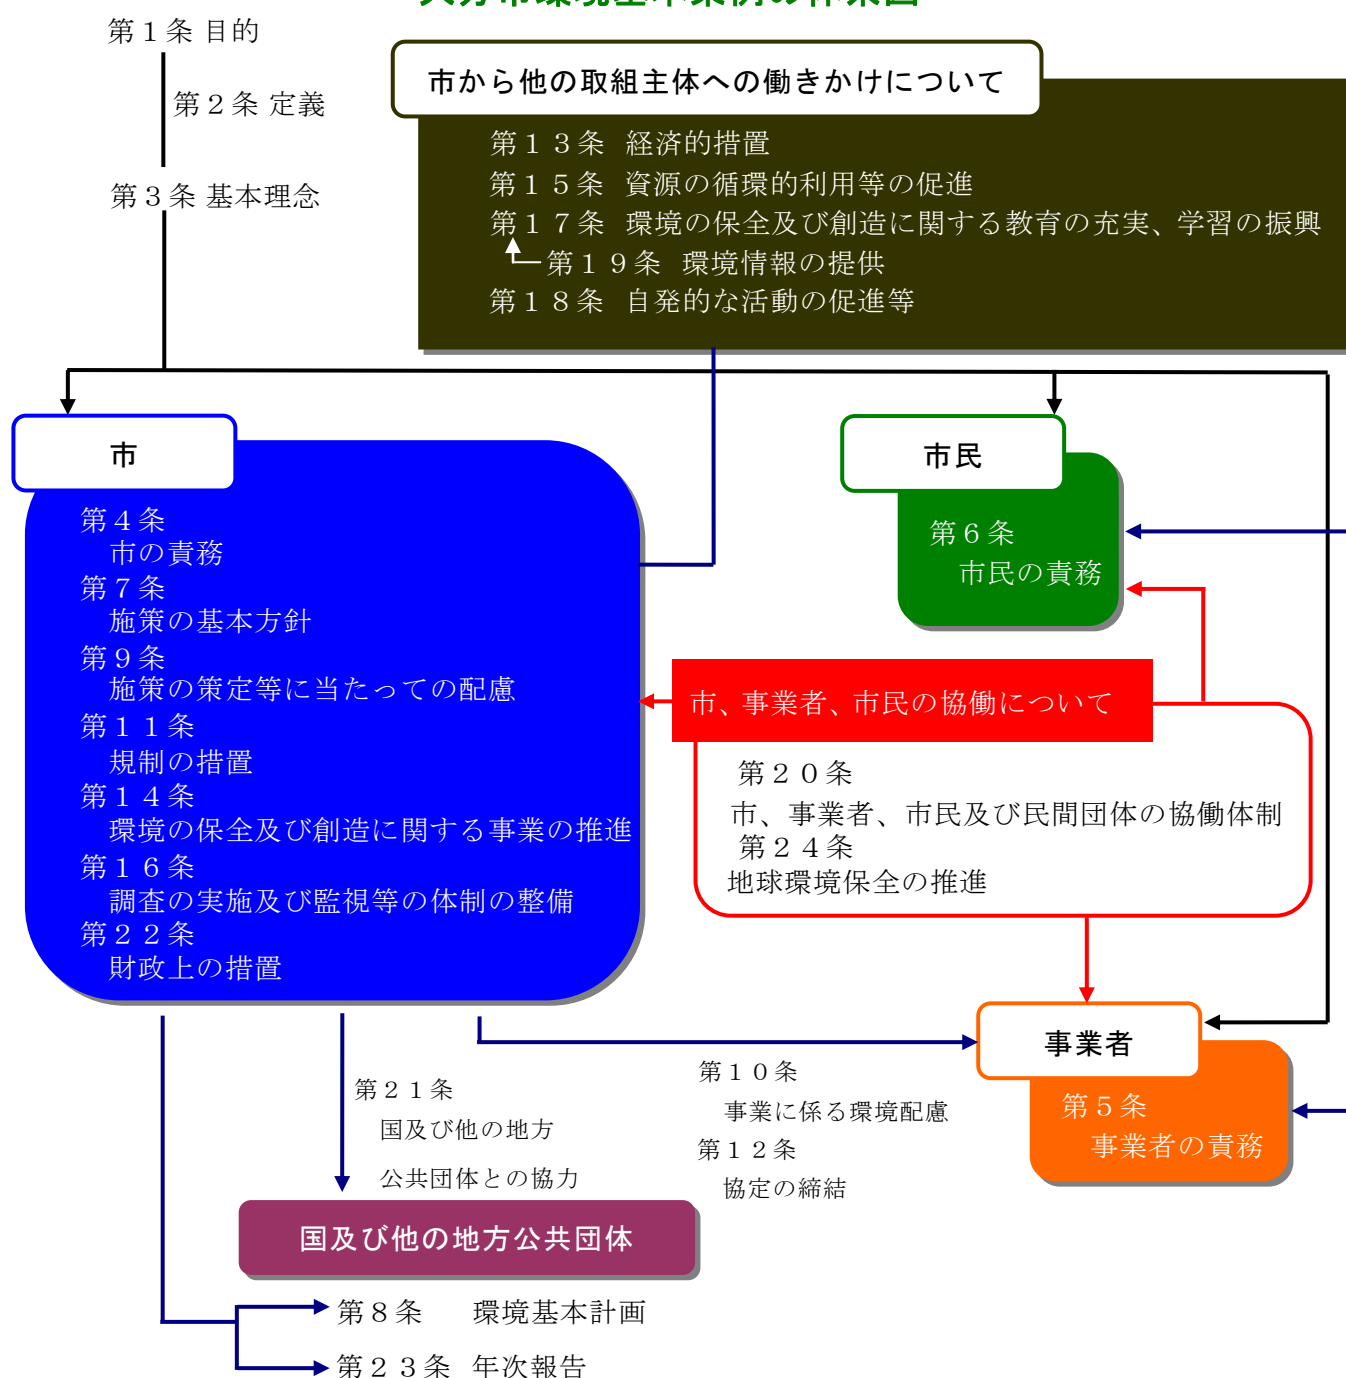 第１条 目的
第２条 定義
第３条 基本理念
市から他の取組主体への働きかけについて
第１３条 経済的措置
第１５条 資源の循環的利用等の促進
第１７条 環境の保全及び創造に関する教育の充実、学習の振興
第１９条 環境情報の提供
第１８条 自発的な活動の促進等
市
第４条
市の責務
第７条
施策の基本方針
第９条
施策の策定等に当たっての配慮
第１１条
規制の措置
第１４条
環境の保全及び創造に関する事業の推進
第１６条
調査の実施及び監視等の体制の整備
第２２条
財政上の措置
市民
第６条
市民の責務
市、事業者、市民の協働について
第２０条
市、事業者、市民及び民間団体の協働体制
第２４条
地球環境保全の推進
事業者
第５条
事業者の責務
第１０条
事業に係る環境配慮
第１２条
協定の締結
第２１条
国及び他の地方
公共団体との協力
国及び他の地方公共団体
第８条 環境基本計画
第２３条 年次報告